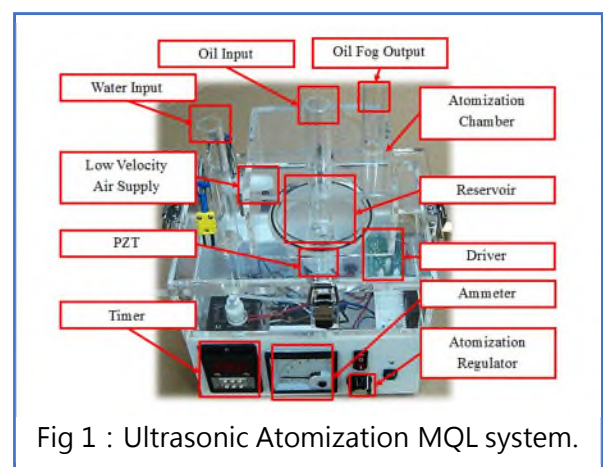 Oil Input
Oil Fog Output
Water Input
Atomization
Chamber
Low Velocity
Air Supply
Reservoir
PZT
Driver
Timer
Ammeter
Atomization
Regulator
Fig 1 : Ultrasonic Atomization MQL system.